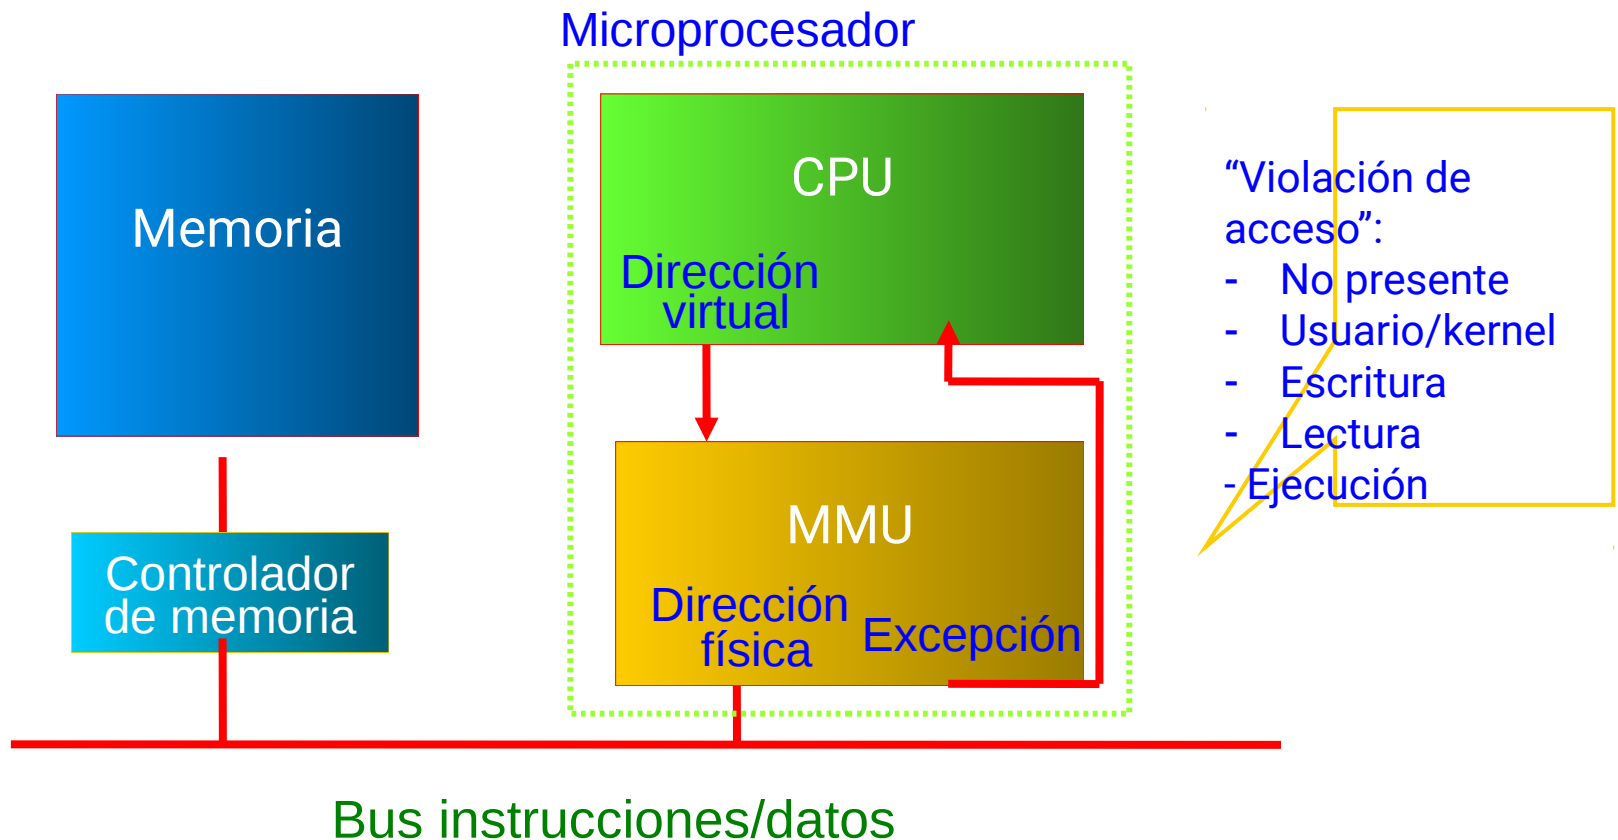 Microprocesador
Memoria
CPU
Dirección
virtual
“Violación de
acceso”:
- No presente
- Usuario/kernel
- Escritura
- Lectura
- Ejecución
MMU
Dirección
física
Excepción
Controlador
de memoria
Bus instrucciones/datos